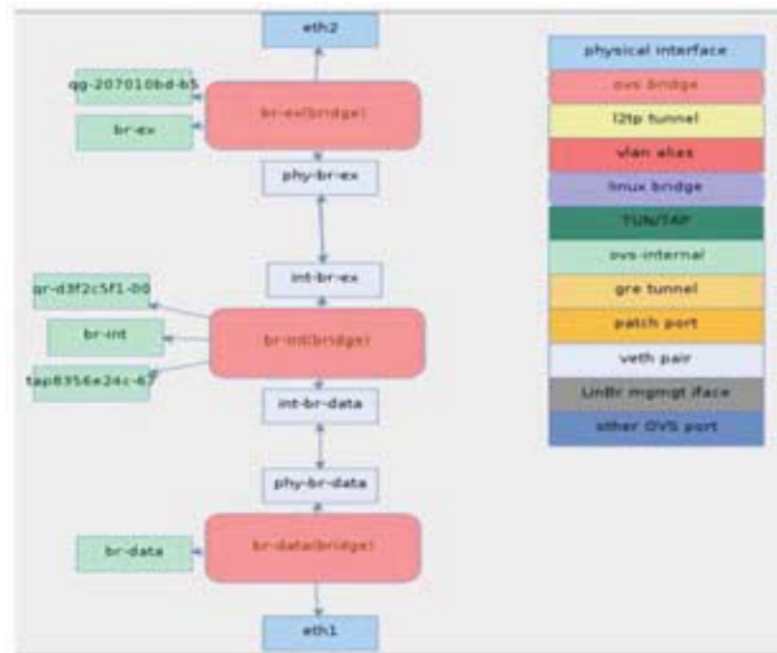 eth2
qg-207010bd-b5
br-ex(bridge)
br-ex
phy-br-ex
int-br-ex
qr-d3f2c5f1-00
br-int
br-int(bridge)
tap8356e24c-67
int-br-data
phy-br-data
br-data
br-data(bridge)
eth1
physical interface
ovs bridge
l2tp tunnel
vlan alias
linux bridge
TUN/TAP
ovs-internal
gre tunnel
patch port
veth pair
LinBr mgmgt iface
other OVS port